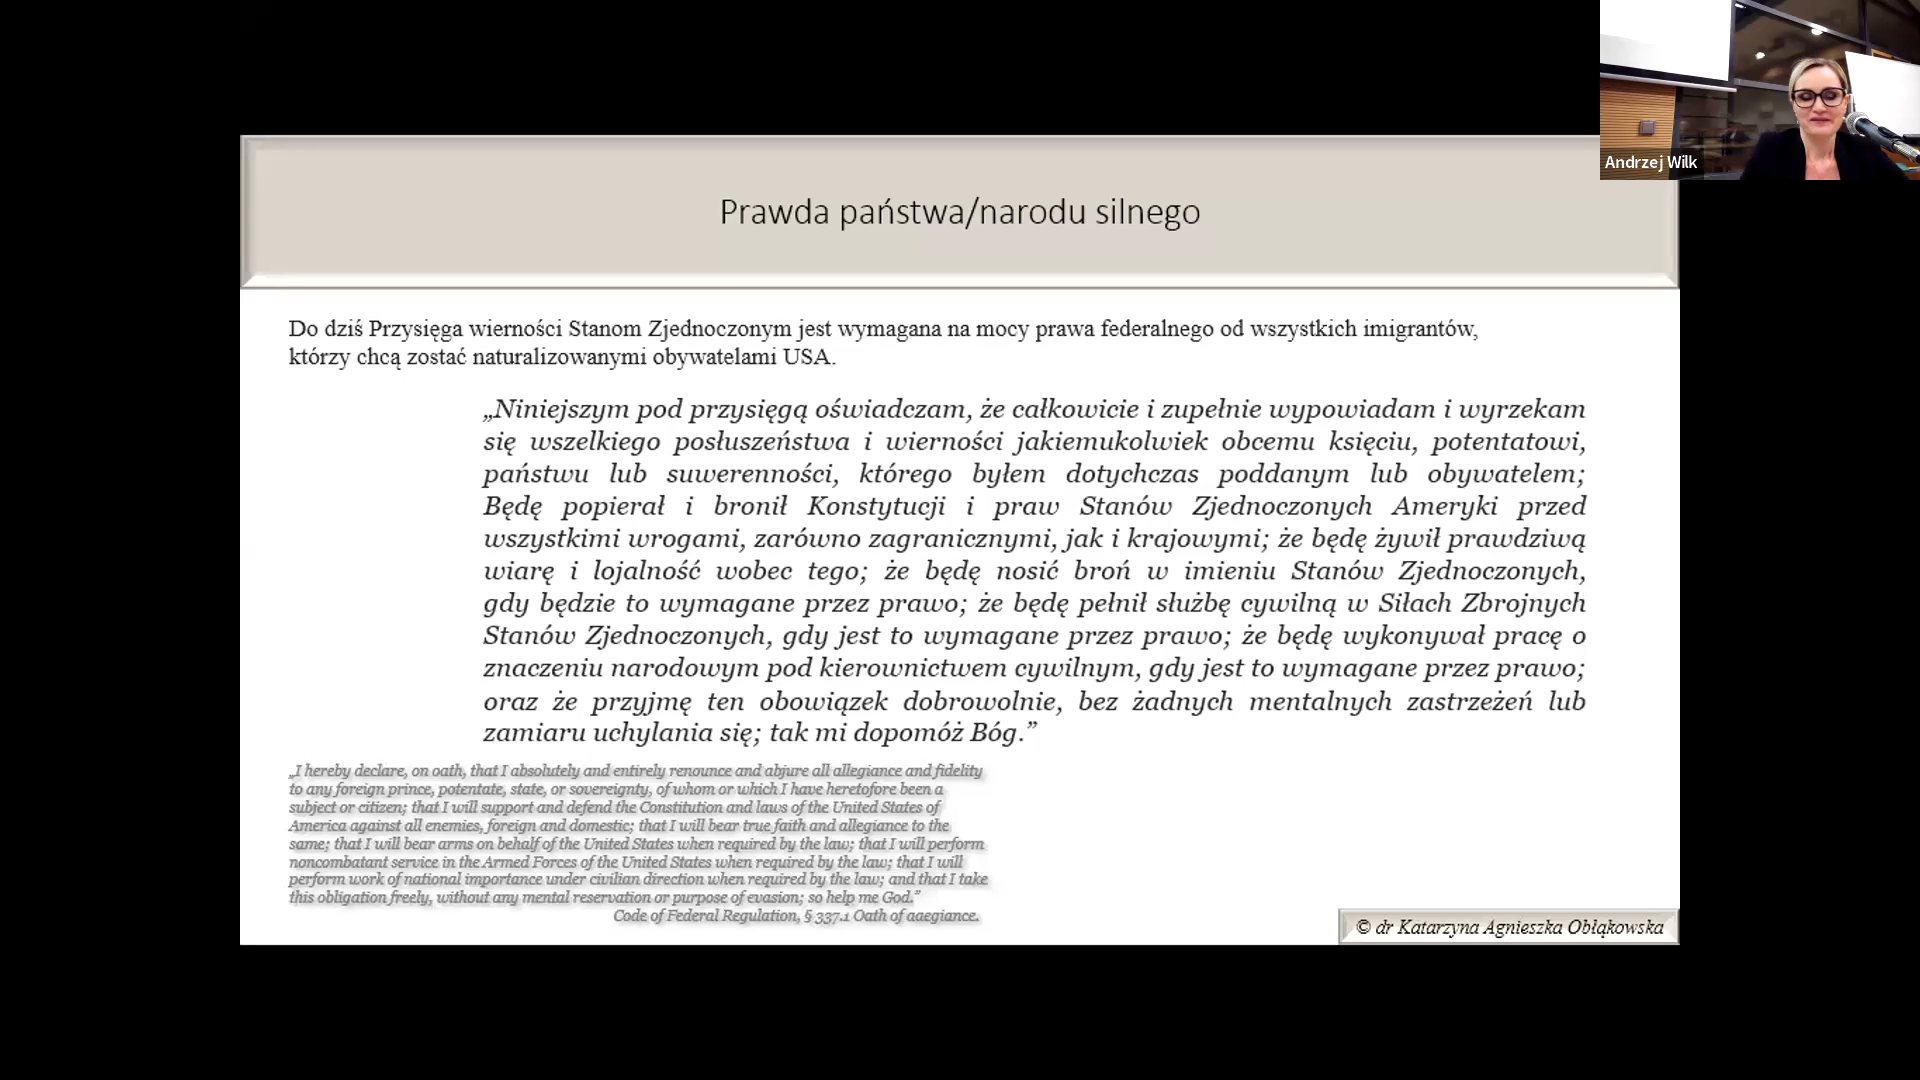 Andrzej Wilk
Prawda państwa/narodu silnego
Do dziś Przysięga wierności Stanom Zjednoczonym jest wymagana na mocy prawa federalnego od wszystkich imigrantów,
którzy chcą zostać naturalizowanymi obywatelami USA.
„Niniejszym pod przysięgą oświadczam, że całkowicie i zupełnie wypowiadam i wyrzekam
się wszelkiego posłuszeństwa i wierności jakiemukolwiek obcemu księciu, potentatowi,
państwu lub suwerenności, którego byłem dotychczas poddanym lub obywatelem;
Będę popierał i bronił Konstytucji i praw Stanów Zjednoczonych Ameryki przed
wszystkimi wrogami, zarówno zagranicznymi, jak i krajowymi; że będę żywił prawdziwą
wiarę i lojalność wobec tego; że będę nosić broń w imieniu Stanów Zjednoczonych,
gdy będzie to wymagane przez prawo; że będę pełnił służbę cywilną w Siłach Zbrojnych
Stanów Zjednoczonych, gdy jest to wymagane przez prawo; że będę wykonywał pracę o
znaczeniu narodowym pod kierownictwem cywilnym, gdy jest to wymagane przez prawo;
oraz że przyjmę ten obowiązek dobrowolnie, bez żadnych mentalnych zastrzeżeń lub
zamiaru uchylania się; tak mi dopomóż Bóg.”
„I hereby declare, on oath, that I absolutely and entirely renounce and abjure all allegiance and fidelity
to any foreign prince, potentate, state, or sovereignty, of whom or which I have heretofore been a
subject or citizen; that I will support and defend the Constitution and laws of the United States of
America against all enemies, foreign and domestic; that I will bear true faith and allegiance to the
same; that I will bear arms on behalf of the United States when required by the law; that I will perform
noncombatant service in the Armed Forces of the United States when required by the law; that I will
perform work of national importance under civilian direction when required by the law; and that I take
this obligation freely, without any mental reservation or purpose of evasion; so help me God.”
Code of Federal Regulation, § 337.1 Oath of aaegiance.
© dr Katarzyna Agnieszka Obłąkowska